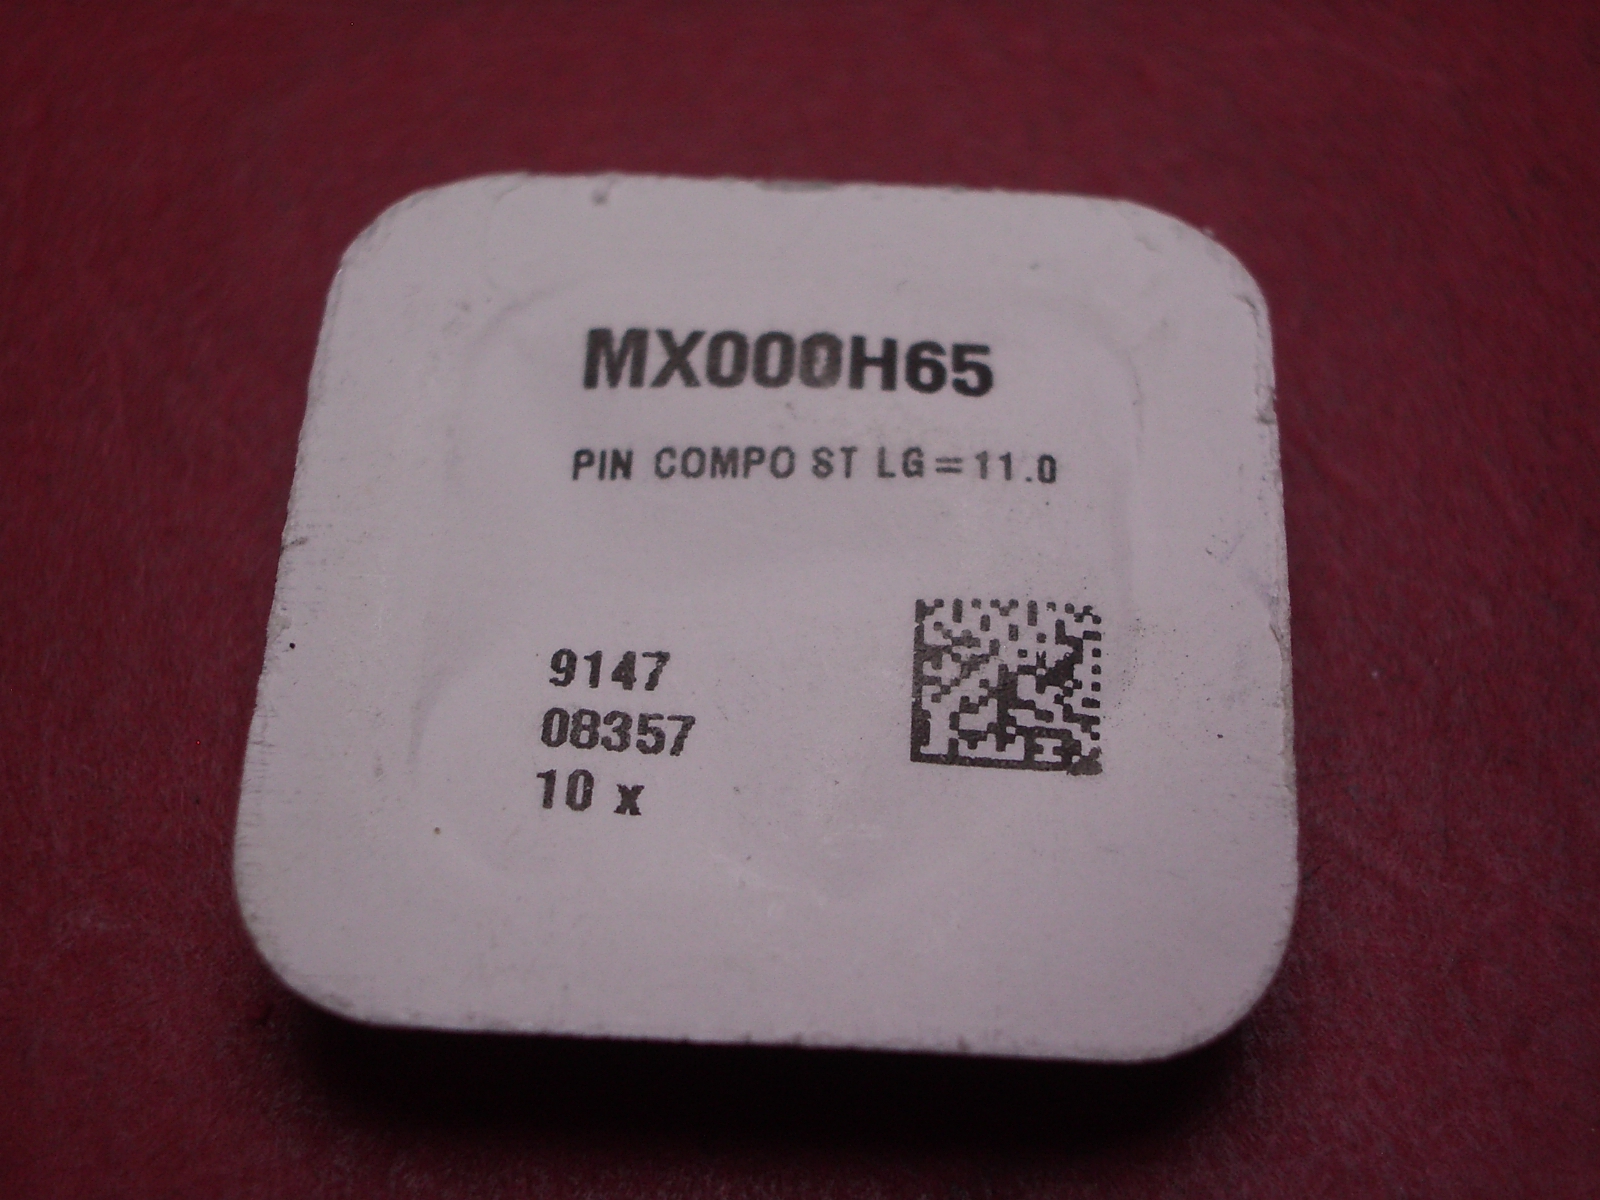 MX000H65
PIN COMPO ST LG=11.0
9147
08357
10 x